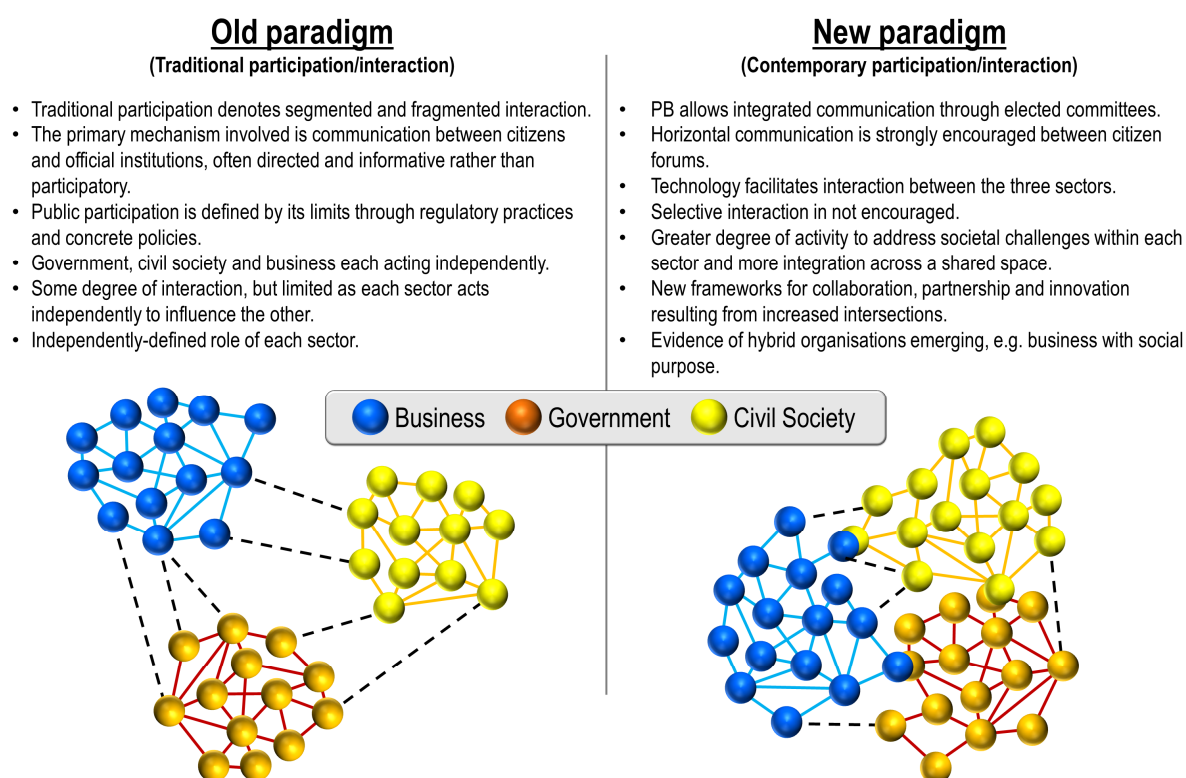 Old paradigm
(Traditional participation/interaction)
• Traditional participation denotes segmented and fragmented interaction.
• The primary mechanism involved is communication between citizens
and official institutions, often directed and informative rather than
participatory.
• Public participation is defined by its limits through regulatory practices
and concrete policies.
• Government, civil society and business each acting independently.
• Some degree of interaction, but limited as each sector acts
independently to influence the other.
• Independently-defined role of each sector.
New paradigm
(Contemporary participation/interaction)
• PB allows integrated communication through elected committees.
• Horizontal communication is strongly encouraged between citizen
forums.
• Technology facilitates interaction between the three sectors.
• Selective interaction in not encouraged.
• Greater degree of activity to address societal challenges within each
sector and more integration across a shared space.
• New frameworks for collaboration, partnership and innovation
resulting from increased intersections.
• Evidence of hybrid organisations emerging, e.g. business with social
purpose.
Business Government Civil Society